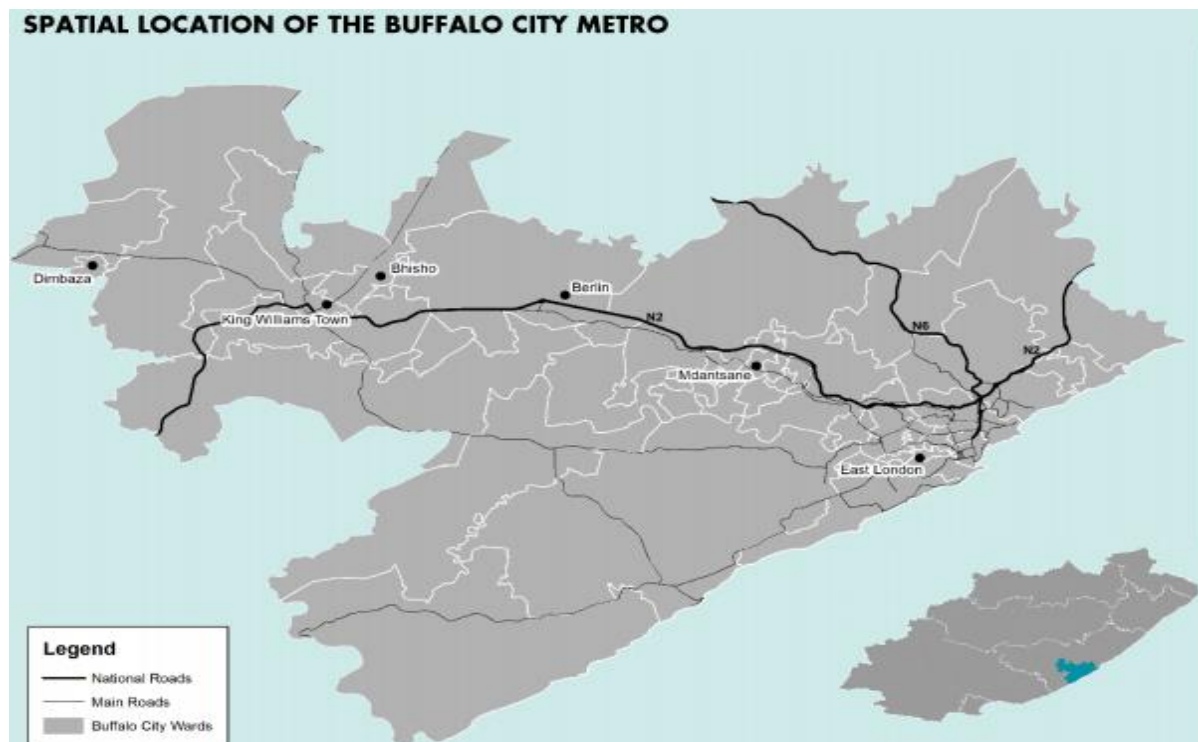 SPATIAL LOCATION OF THE BUFFALO CITY METRO
Dimbaza
Bhisho
King Williams Town
Berlin
N2
N6
N2
Mdantsane
East London
Legend
National Roads
Main Roads
Buffalo City Wards